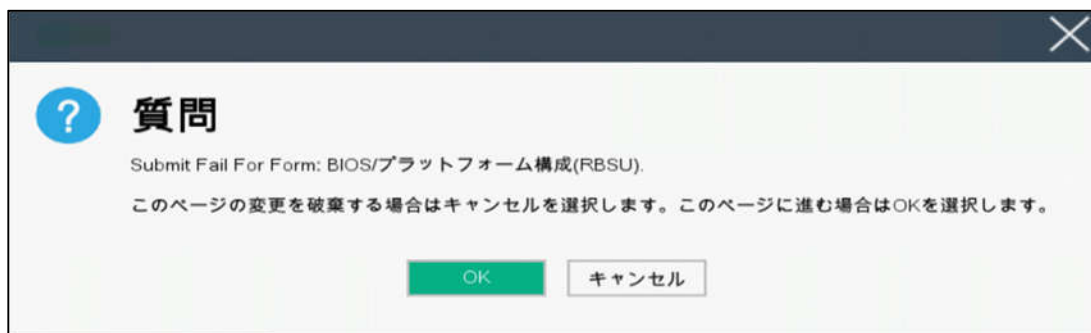 質問
Submit Fail For Form: BIOS/プラットフォーム構成(RBSU).
このページの変更を破棄する場合はキャンセルを選択します。このページに進む場合はOKを選択します。
OK
キャンセル